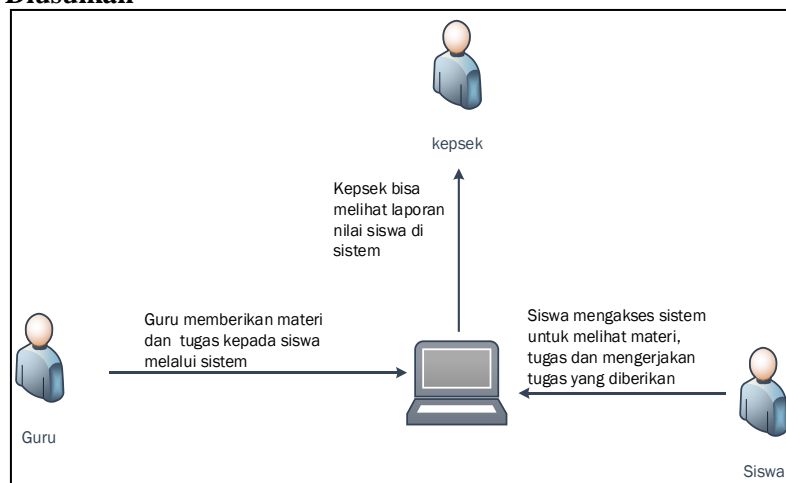 Diusulkan
kepsek
Kepsek bisa
melihat laporan
nilai siswa di
sistem
Guru memberikan materi
dan tugas kepada siswa
melalui sistem
Siswa mengakses sistem
untuk melihat materi,
tugas dan mengerjakan
tugas yang diberikan
Guru
Siswa